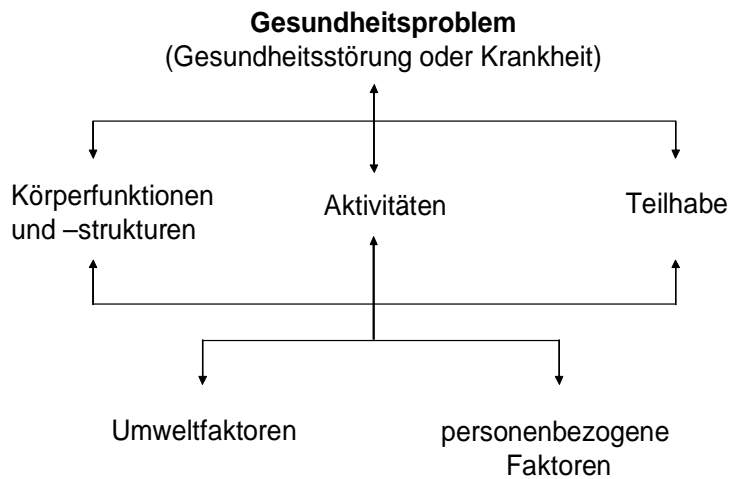 Gesundheitsproblem
(Gesundheitsstörung oder Krankheit)
Körperfunktionen
und –strukturen
Aktivitäten
Teilhabe
Umweltfaktoren
personenbezogene
Faktoren